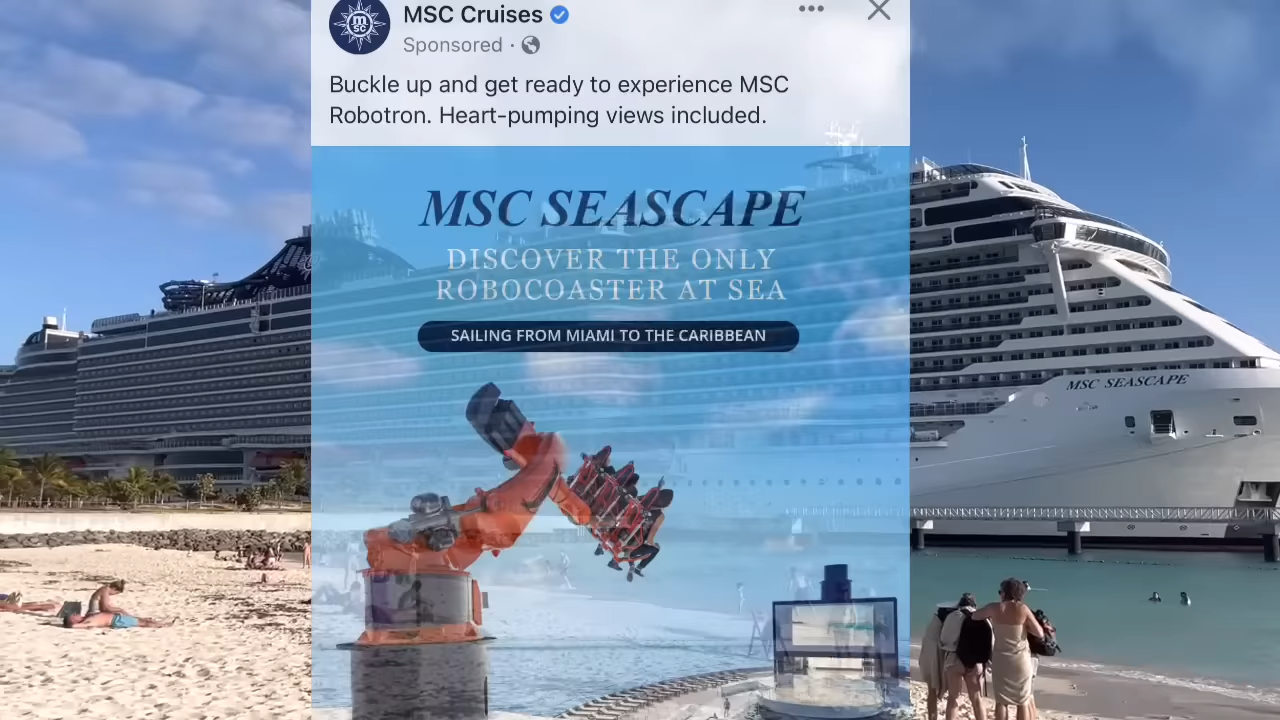 MSC Cruises
Sponsored ·
Buckle up and get ready to experience MSC
Robotron. Heart-pumping views included.
MSC SEASCAPE
DISCOVER THE ONLY
ROBOCOASTER AT SEA
SAILING FROM MIAMI TO THE CARIBBEAN
MSC SEASCAPE
m
SC